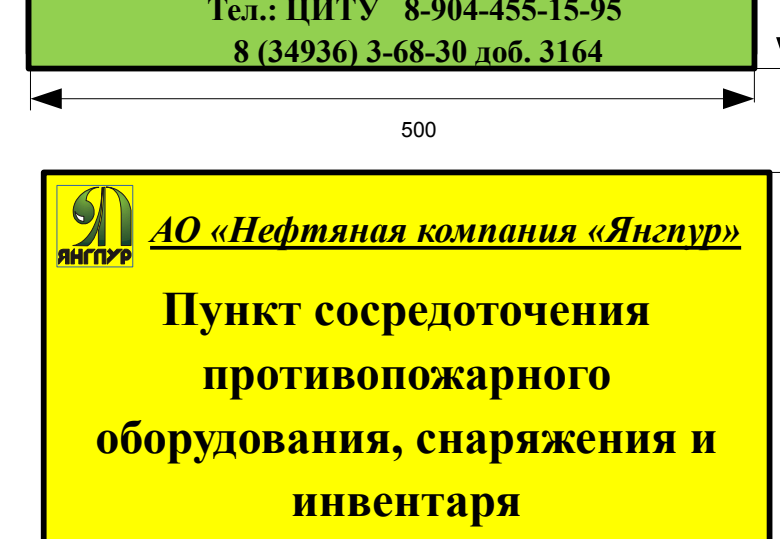 Тел.: ЦИТУ 8-904-455-15-95
8 (34936) 3-68-30 доб. 3164
500
ЯНГПУР
АО «Нефтяная компания «Янгпур»
Пункт сосредоточения
противопожарного
оборудования, снаряжения и
инвентаря